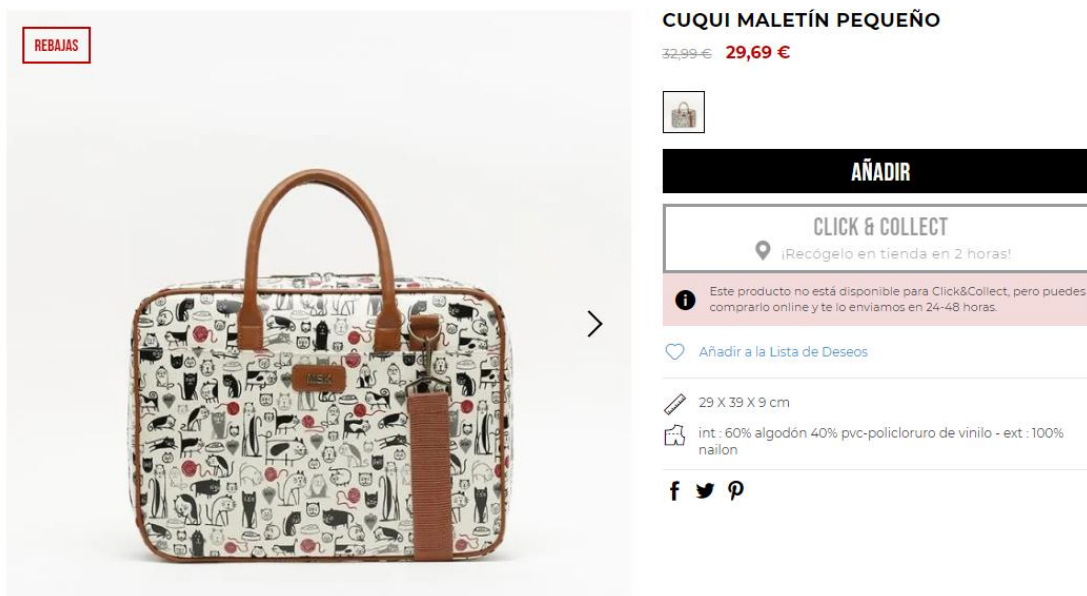 REBAJAS
CUQUI MALETÍN PEQUEÑO
32,99 € 29,69 €
AÑADIR
CLICK & COLLECT
¡Recógelo en tienda en 2 horas!
Este producto no está disponible para Click&Collect, pero puedes
comprarlo online y te lo enviamos en 24-48 horas.
Añadir a la Lista de Deseos
29 X 39 X 9 cm
int : 60% algodón 40% pvc-policloruro de vinilo - ext : 100%
nailon